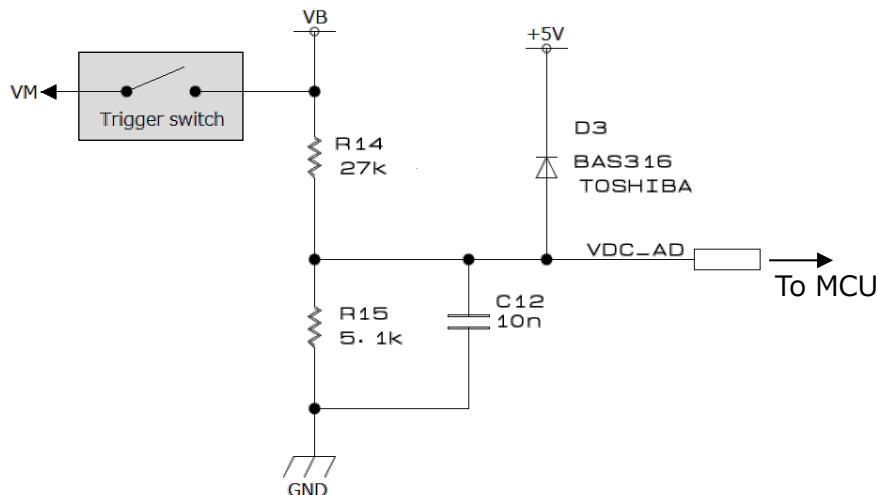 VB
+5V
VM
Trigger switch
D3
R14
27k
BAS316
TOSHIBA
VDC_AD
To MCU
C12
10n
R15
5.1k
GND